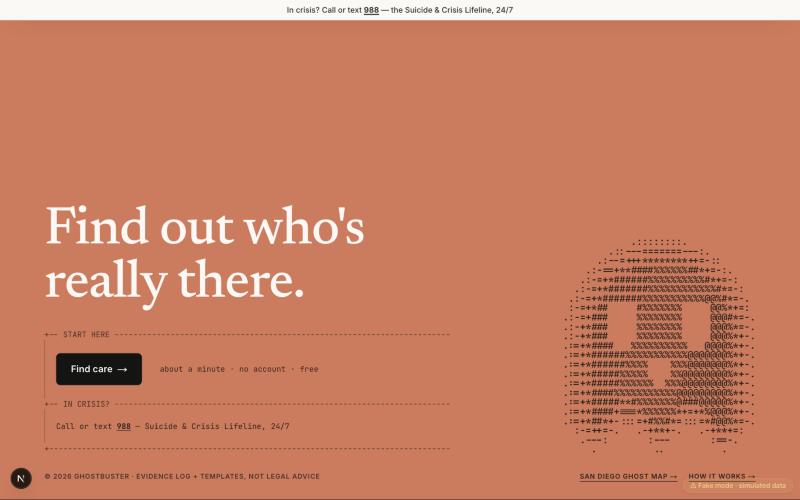 In crisis? Call or text 988 — the Suicide & Crisis Lifeline, 24/7
Find out who's
really there.
START HERE
Find care →
about a minute · no account · free
IN CRISIS?
Call or text 988 — Suicide & Crisis Lifeline, 24/7
N
© 2026 GHOSTBUSTER · EVIDENCE LOG + TEMPLATES, NOT LEGAL ADVICE
SAN DIEGO GHOST MAP →
HOW IT WORKS →
⚠ Fake mode · simulated data